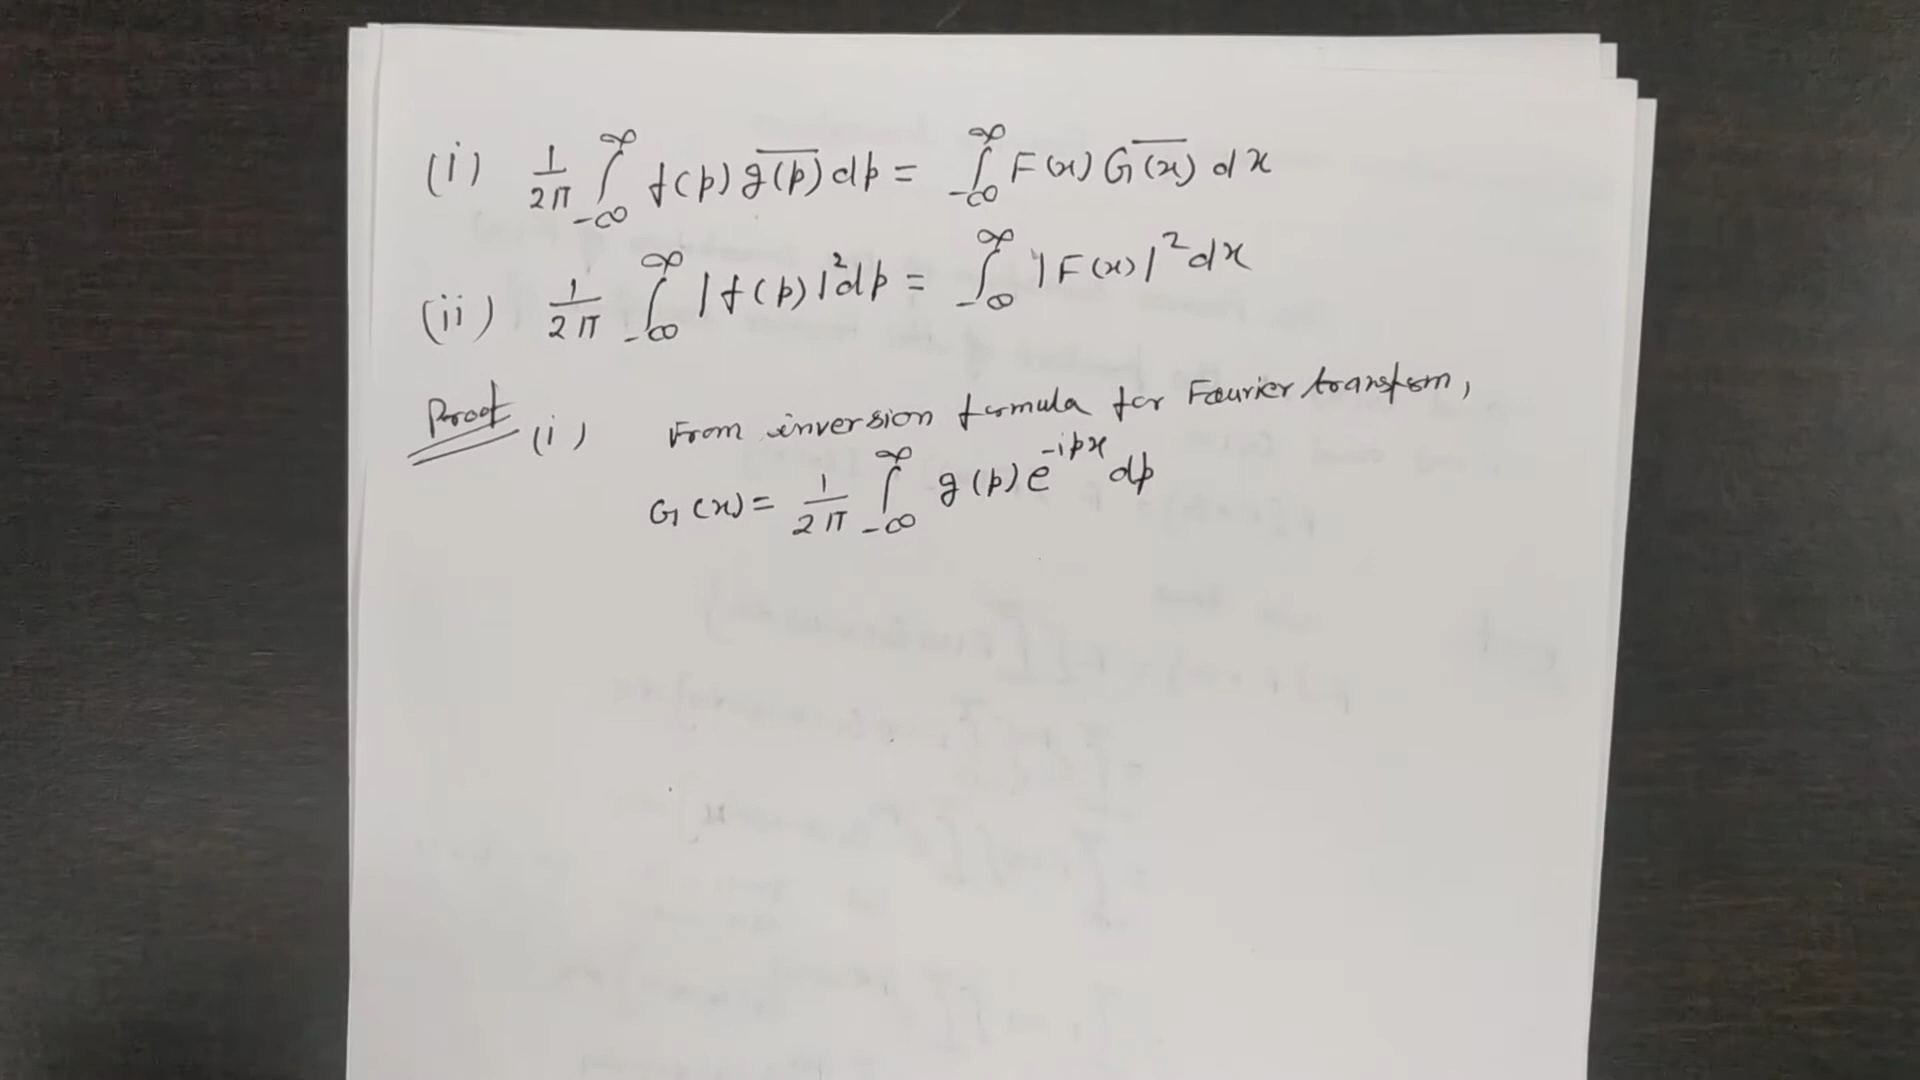 (i) 1/2π ∫_{-∞}^{∞} f(p) \overline{g(p)} dp = ∫_{-∞}^{∞} F(x) \overline{G(x)} dx
(ii) 1/2π ∫_{-∞}^{∞} |f(p)|² dp = ∫_{-∞}^{∞} |F(x)|² dx
Proof (i) From inversion formula for Fourier transform,
G(x) = 1/2π ∫_{-∞}^{∞} g(p) e^{-ipx} dp